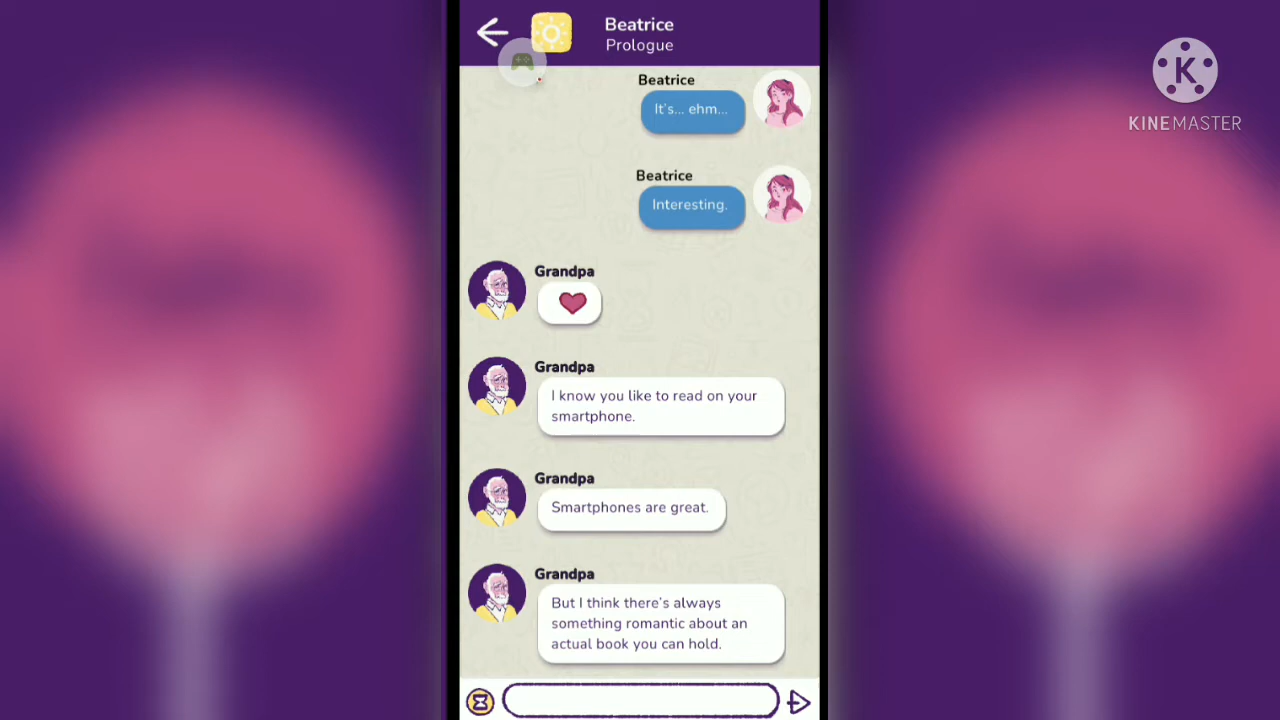 Beatrice
Prologue
K
KINEMASTER
Beatrice
It's... ehm...
Beatrice
Interesting.
Grandpa
Grandpa
I know you like to read on your
smartphone.
Grandpa
Smartphones are great.
Grandpa
But I think there's always
something romantic about an
actual book you can hold.